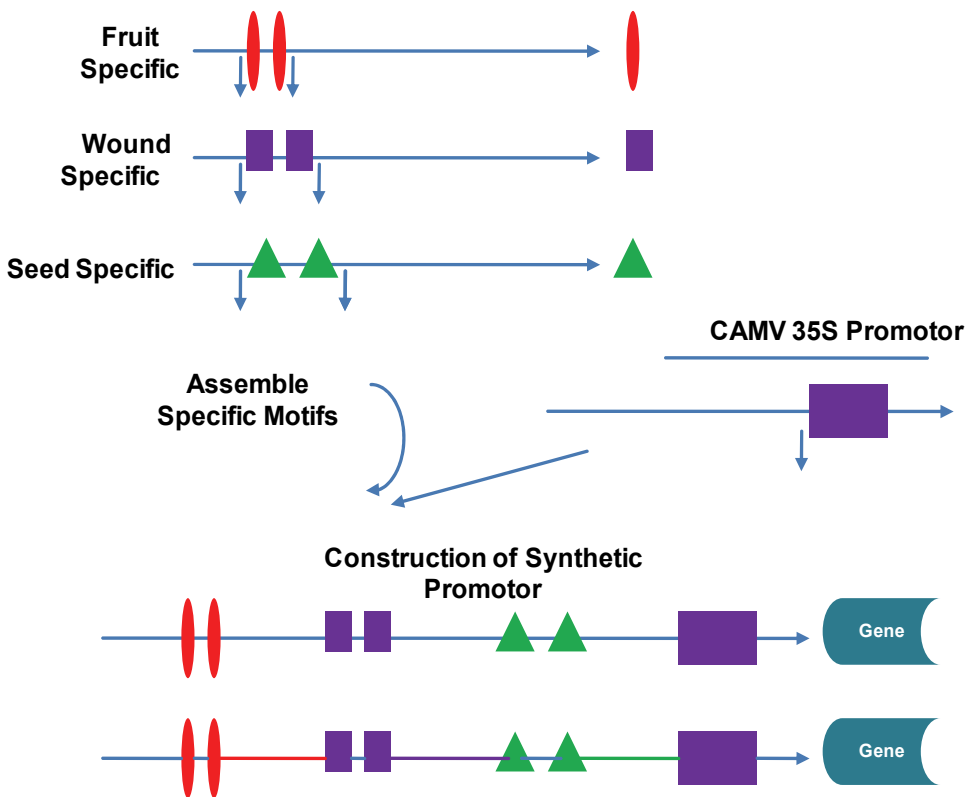 Fruit
Specific
Wound
Specific
Seed Specific
CAMV 35S Promotor
Assemble
Specific Motifs
Construction of Synthetic
Promotor
Gene
Gene